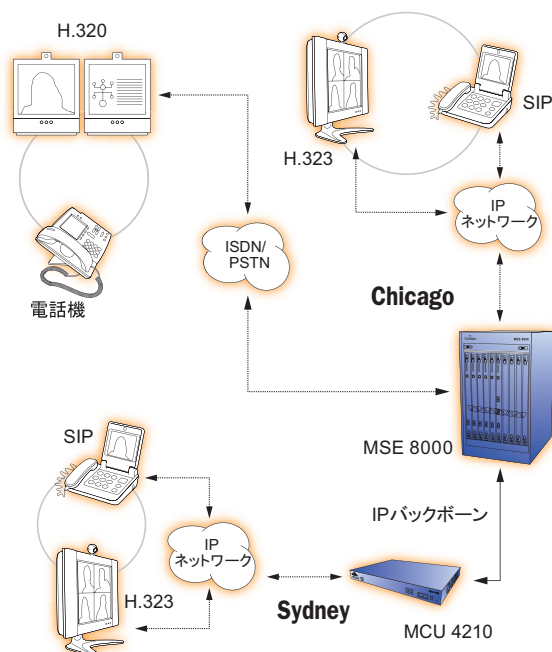 H.320
SIP
H.323
IP
ネットワーク
ISDN/
PSTN
電話機
Chicago
MSE 8000
SIP
MSE 8000
IPバックボーン
IP
ネットワーク
H.323
Sydney
MCU 4210